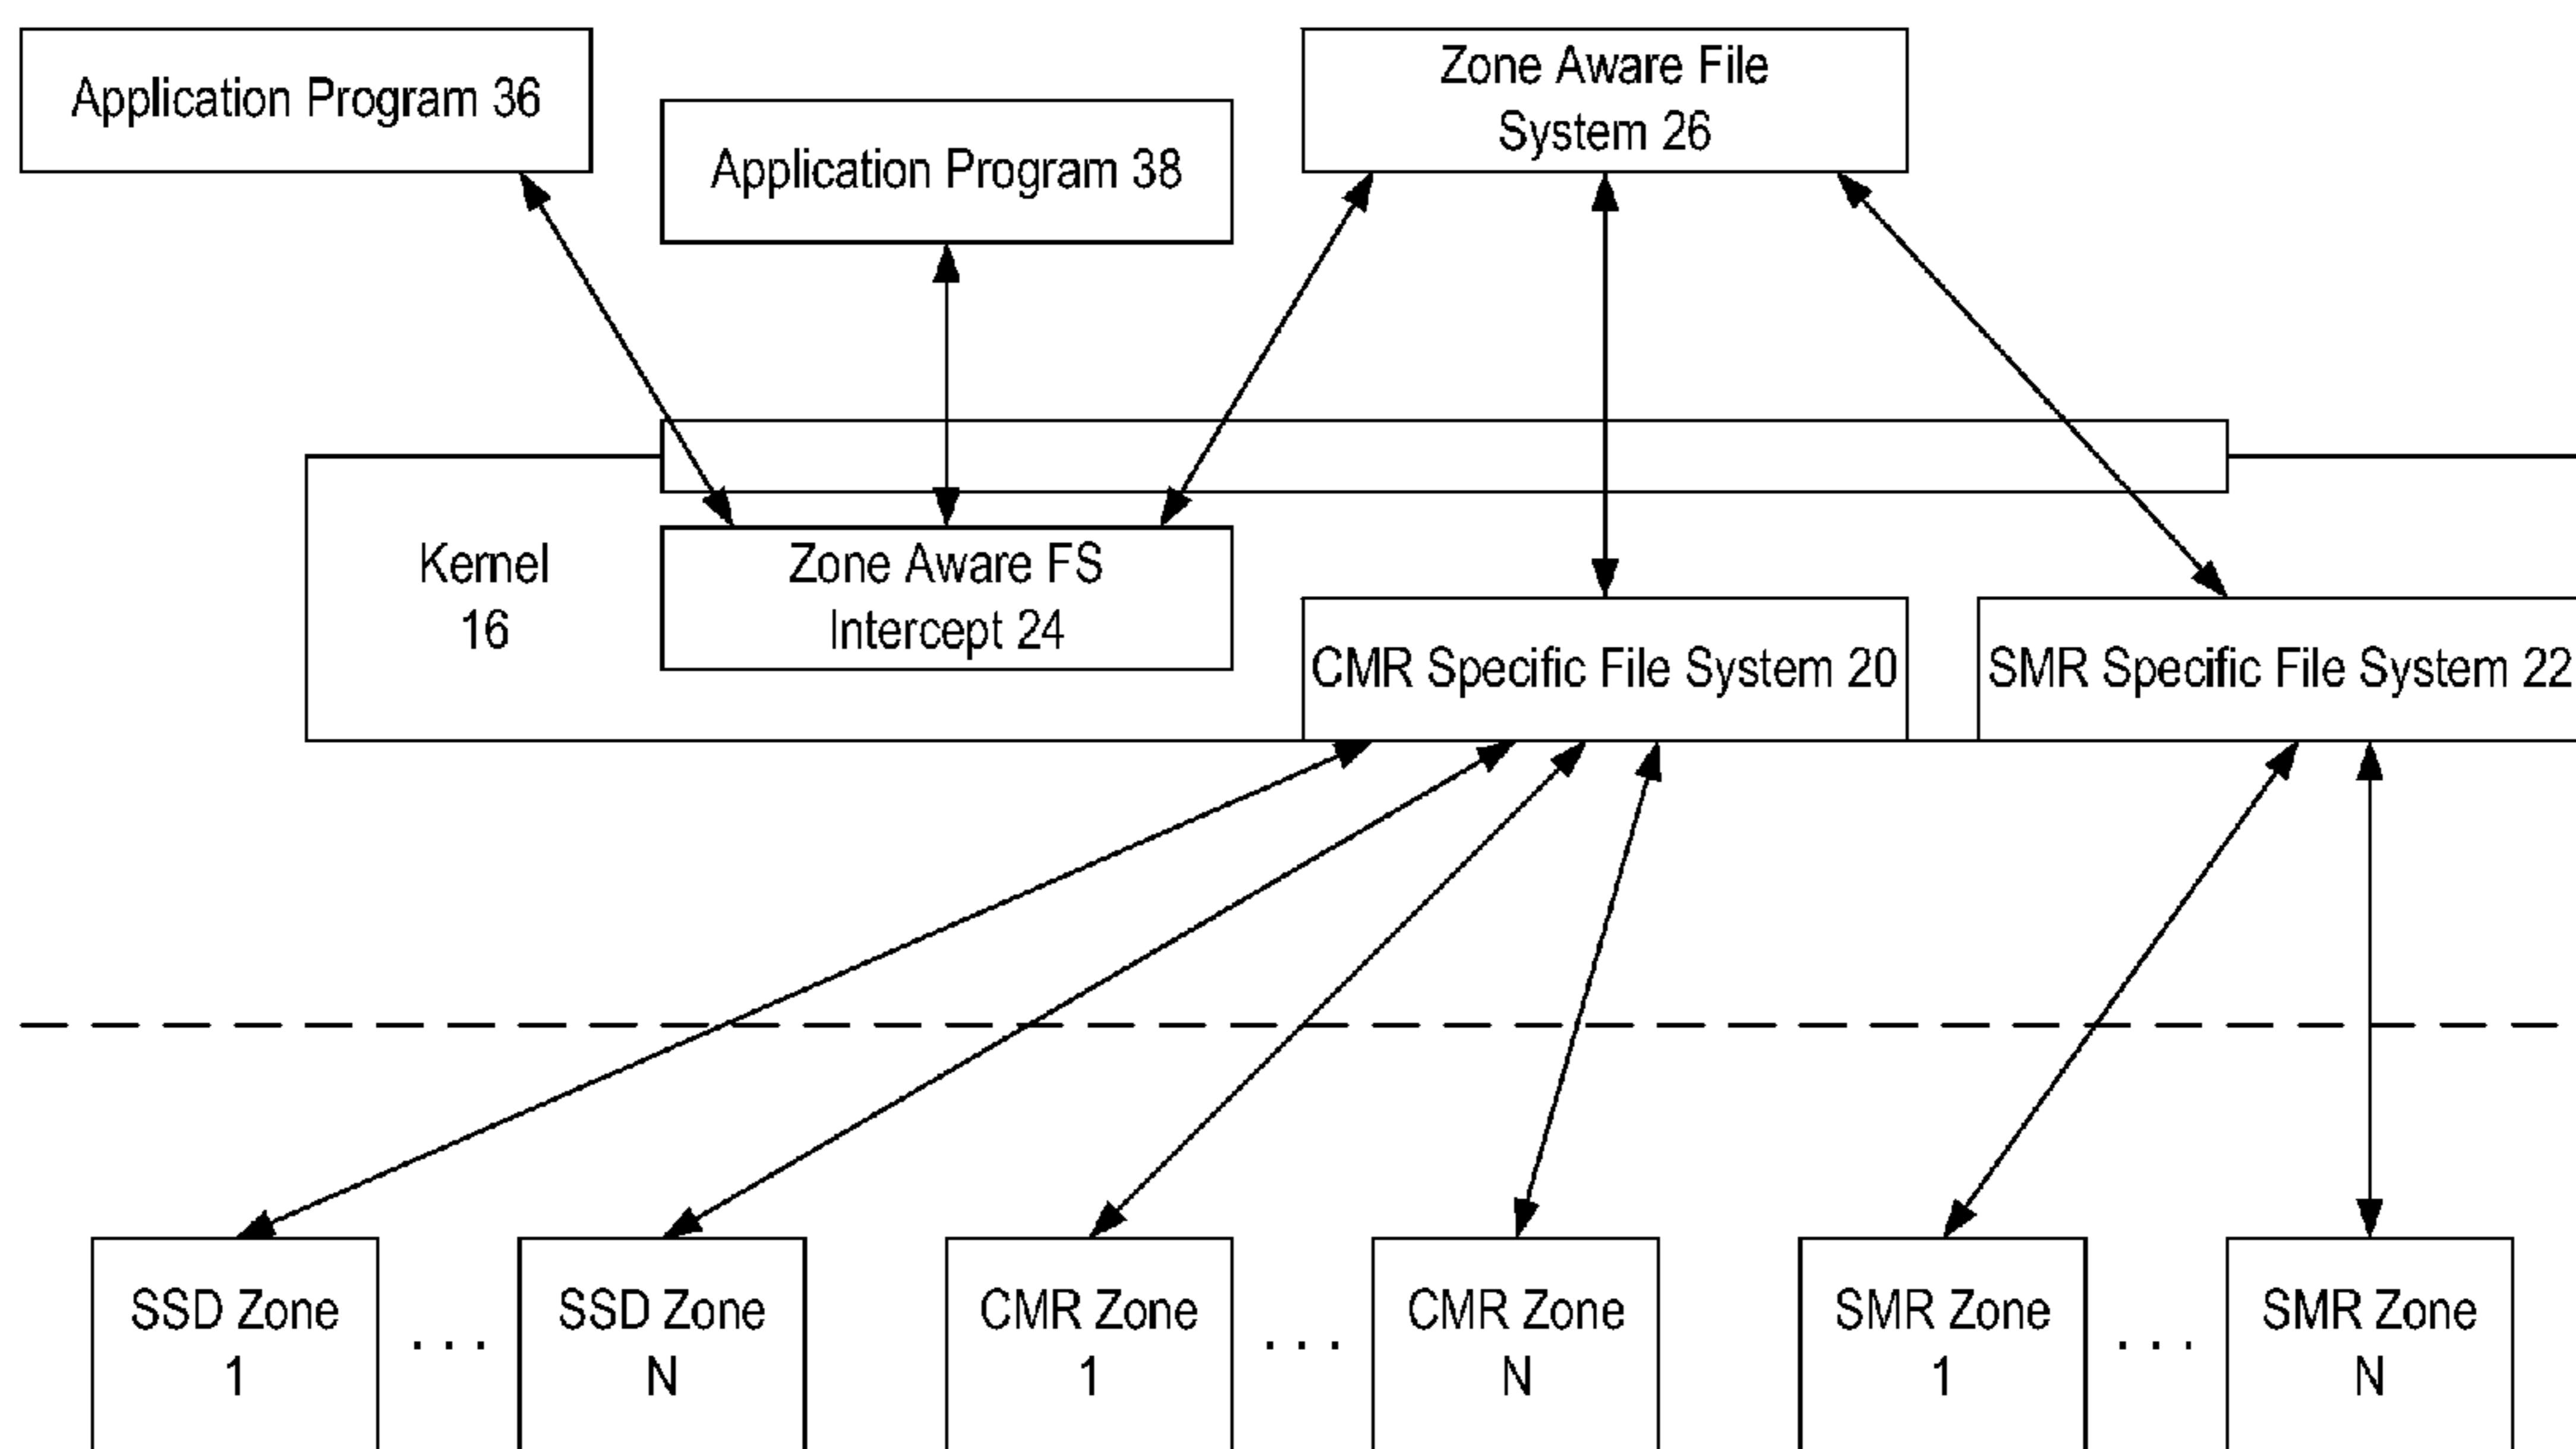 Application Program 36
Application Program 38
Zone Aware File
System 26
Kernel
16
Zone Aware FS
Intercept 24
CMR Specific File System 20
SMR Specific File System 22
SSD Zone
1
. . .
SSD Zone
N
CMR Zone
1
. . .
CMR Zone
N
SMR Zone
1
. . .
SMR Zone
N